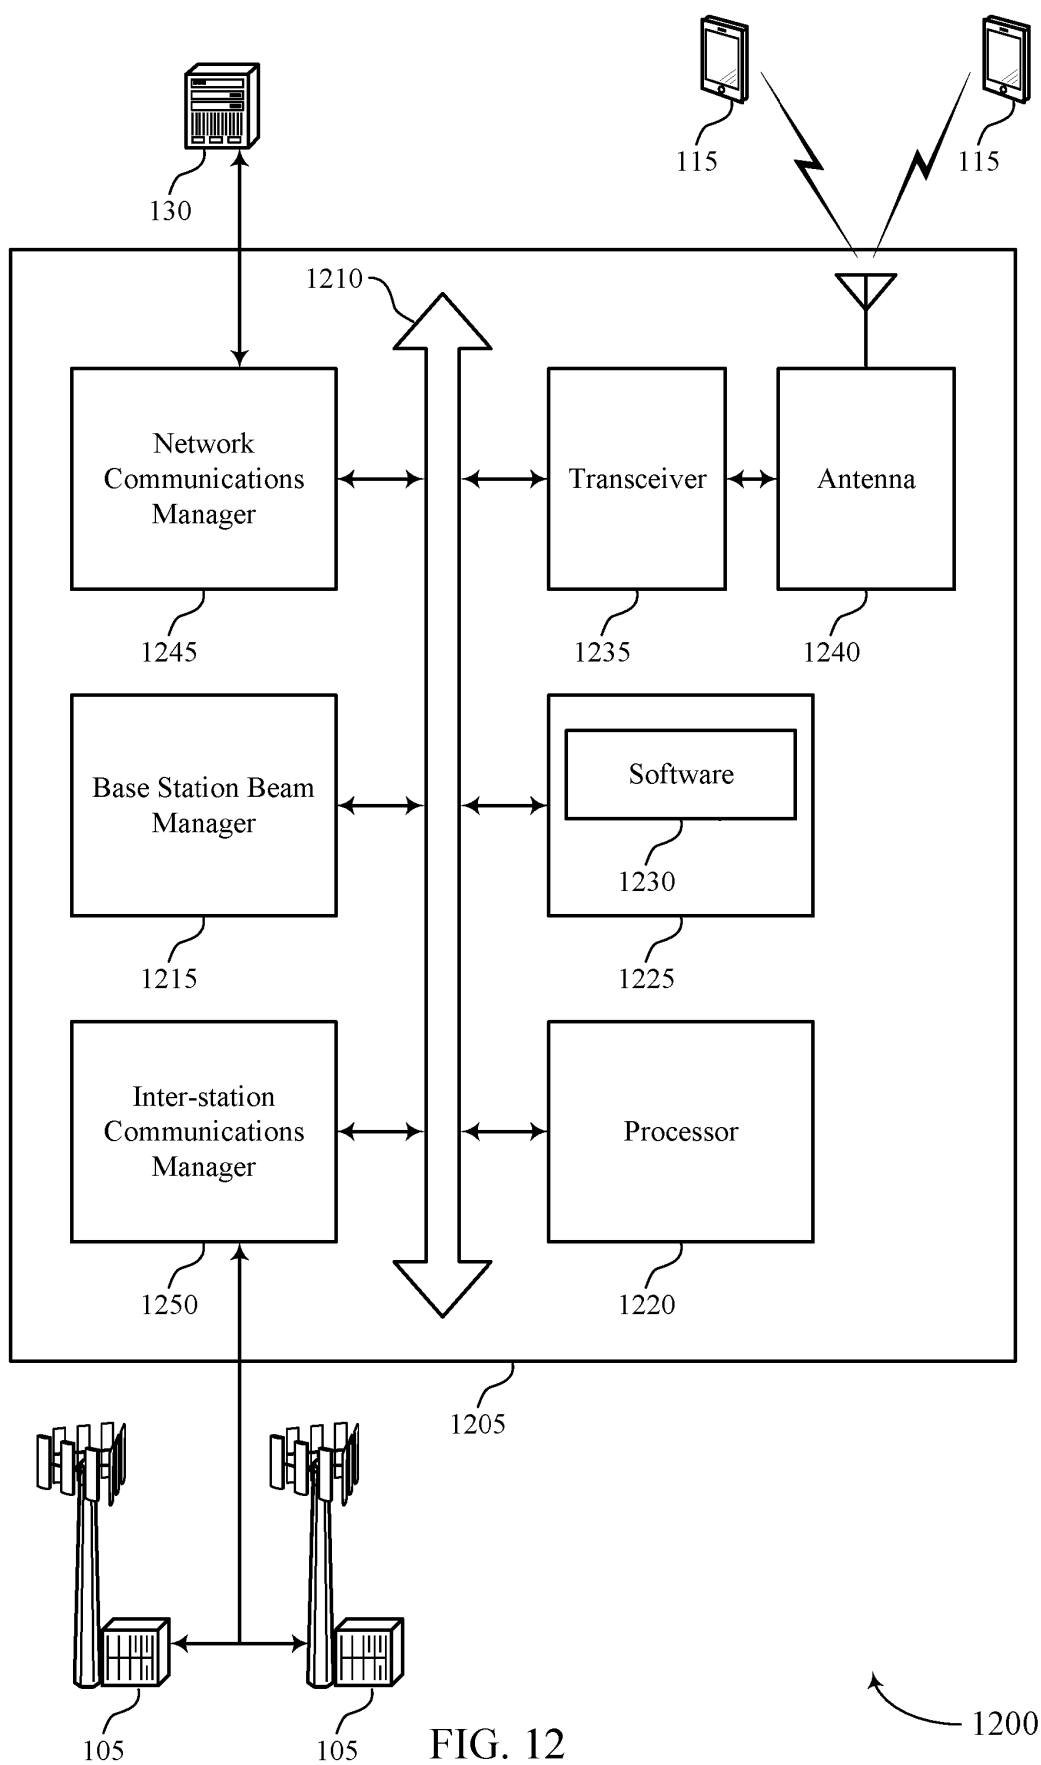 115
115
130
1210
Network
Communications
Manager
Transceiver
Antenna
1245
1235
1240
Base Station Beam
Manager
Software
1230
1215
1225
Inter-station
Communications
Manager
Processor
1250
1220
1205
105
105
1200
FIG. 12